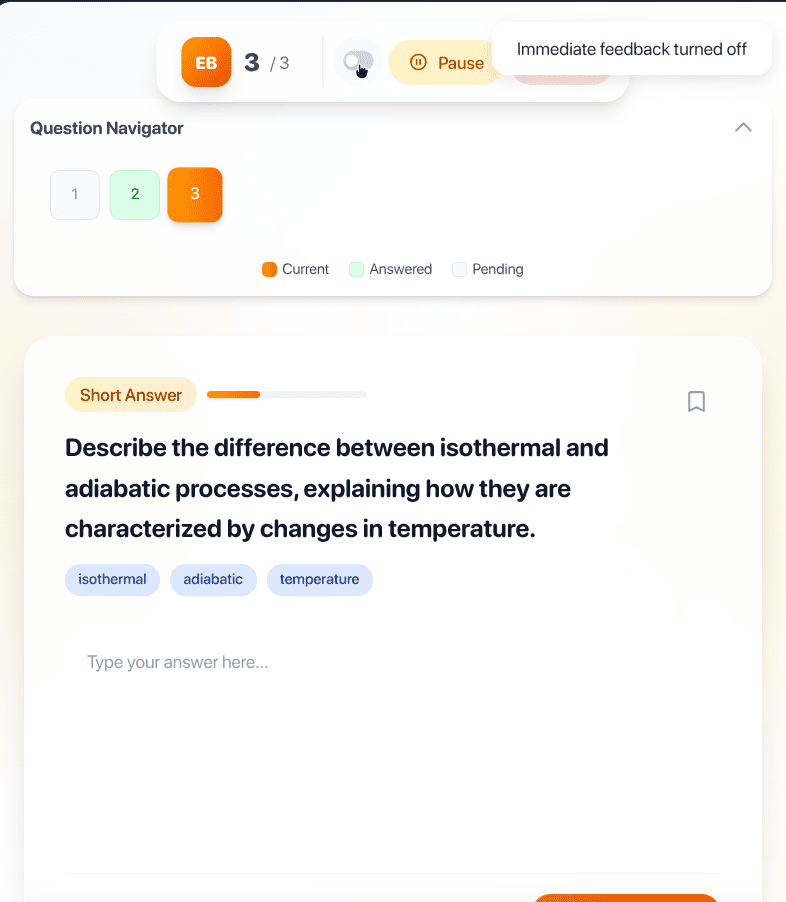 EB 3 / 3 Pause Immediate feedback turned off
Question Navigator
1 2 3
Current Answered Pending
Short Answer
Describe the difference between isothermal and
adiabatic processes, explaining how they are
characterized by changes in temperature.
isothermal adiabatic temperature
Type your answer here...